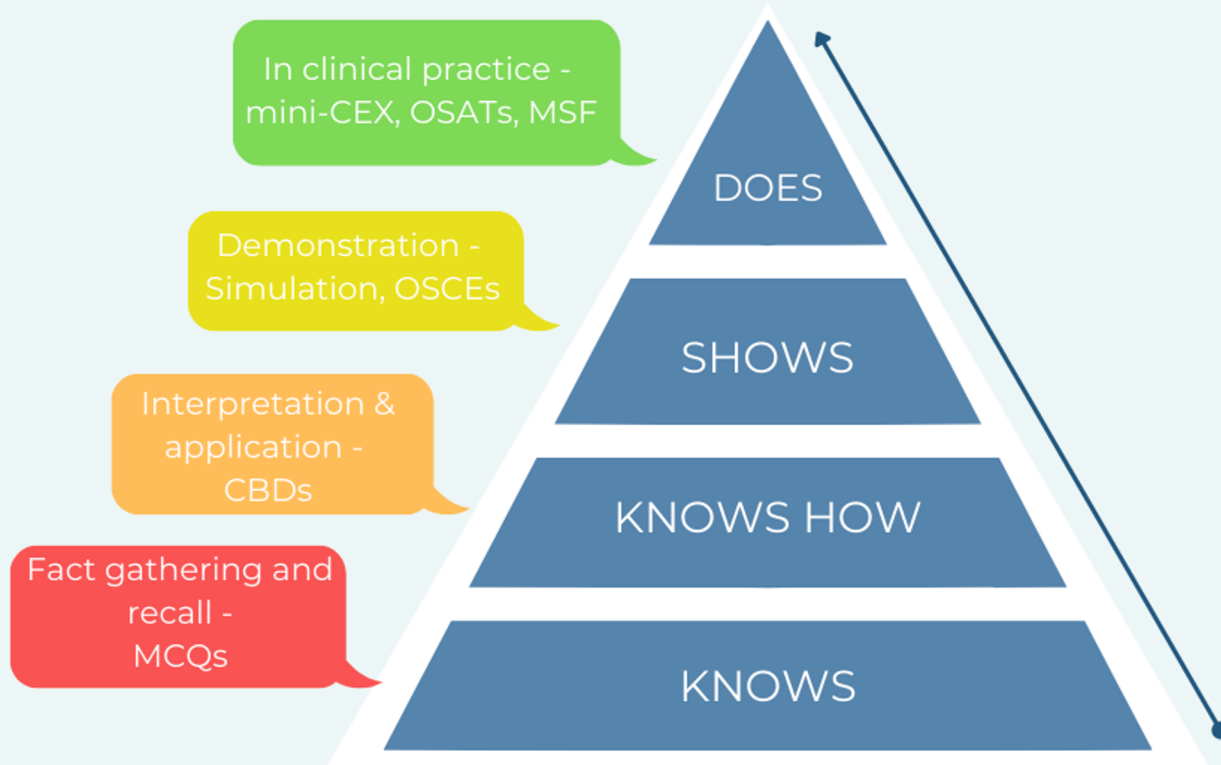 In clinical practice -
mini-CEX, OSATs, MSF
DOES
Demonstration -
Simulation, OSCEs
SHOWS
Interpretation &
application -
CBDs
KNOWS HOW
Fact gathering and
recall -
MCQs
KNOWS